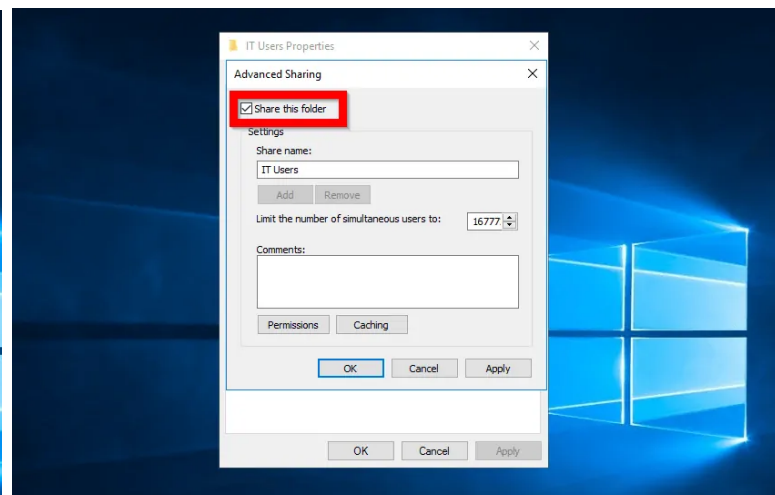 IT Users Properties
Advanced Sharing
Share this folder
Settings
Share name:
IT Users
Add Remove
Limit the number of simultaneous users to: 16777
Comments:
Permissions Caching
OK Cancel Apply
OK Cancel Apply